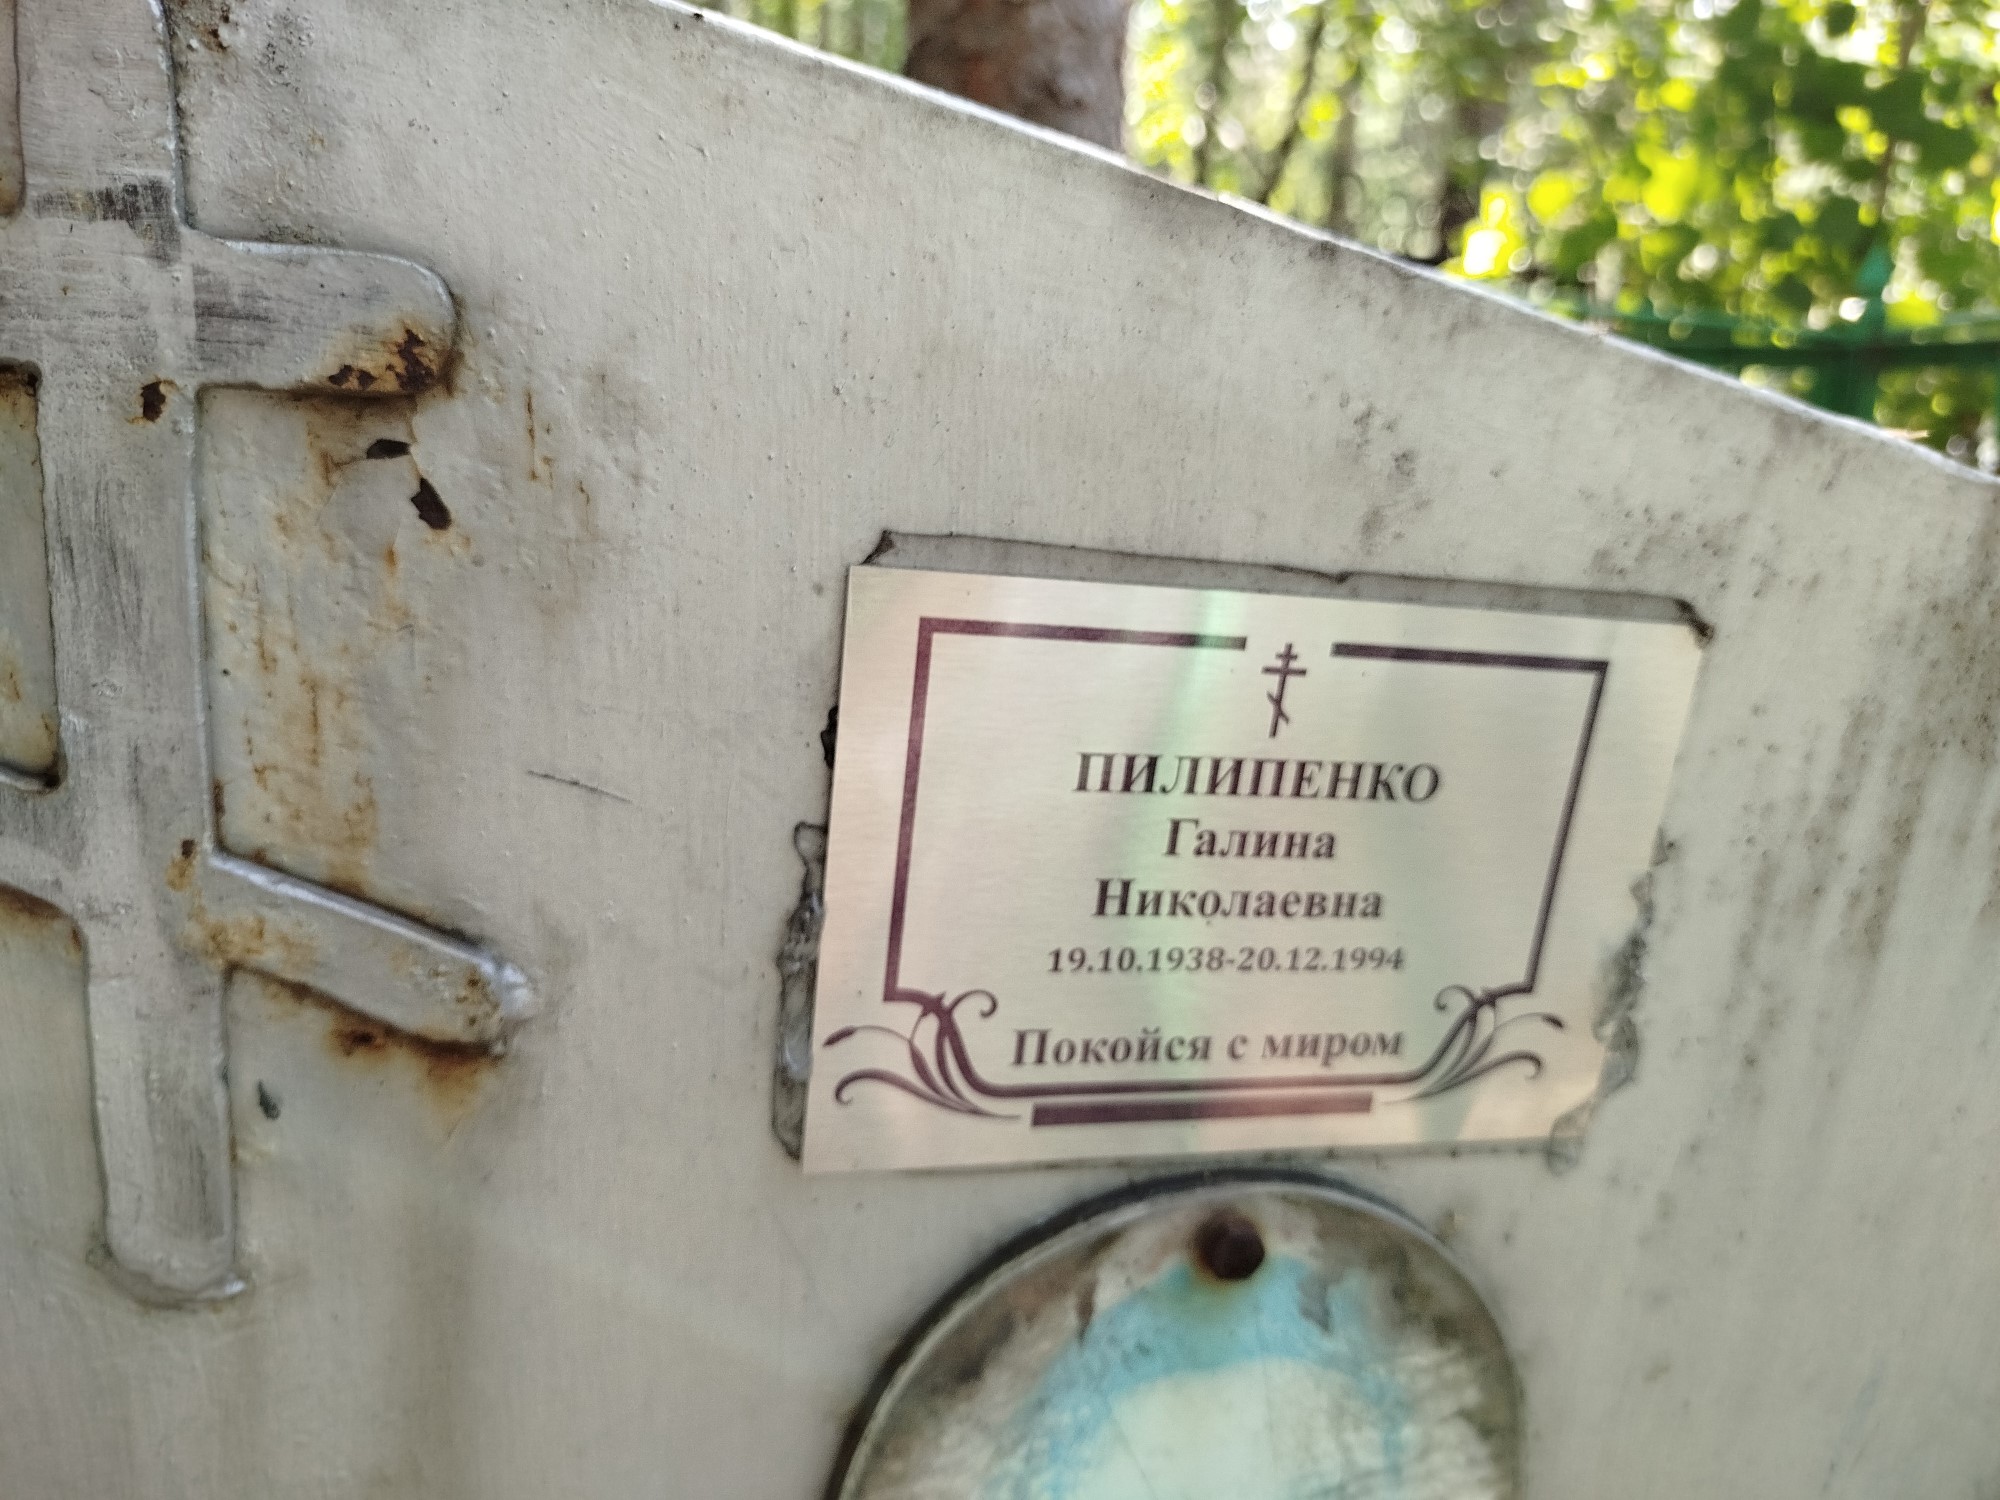 ПИЛИПЕНКО
Галина
Николаевна
19.10.1938-20.12.1994
Покойся с миром